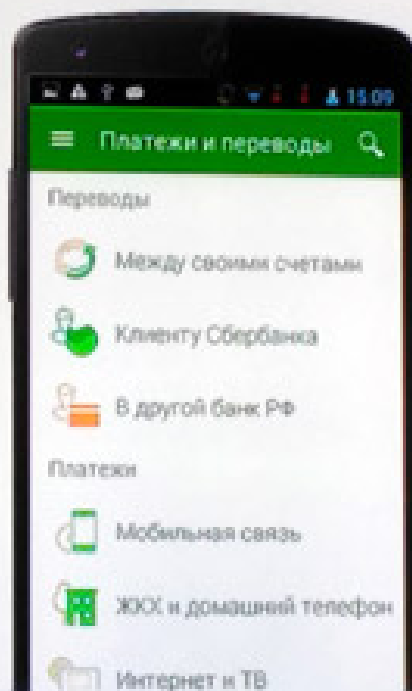 15:09
Платежи и переводы
Переводы
Между своими счетами
Клиенту Сбербанка
В другой банк РФ
Платежи
Мобильная связь
ЖКХ и домашний телефон
Интернет и ТВ